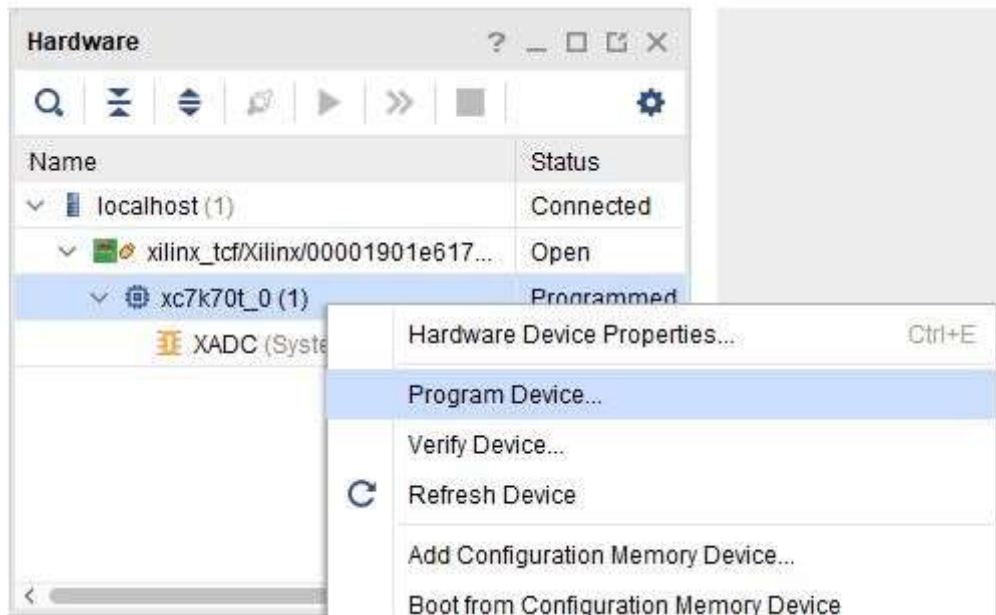 Hardware
Name Status
localhost (1) Connected
xilinx_tcf/Xilinx/00001901e617... Open
xc7k70t_0 (1) Programmed
XADC (Syste
Hardware Device Properties... Ctrl+E
Program Device...
Verify Device...
Refresh Device
Add Configuration Memory Device...
Boot from Configuration Memory Device